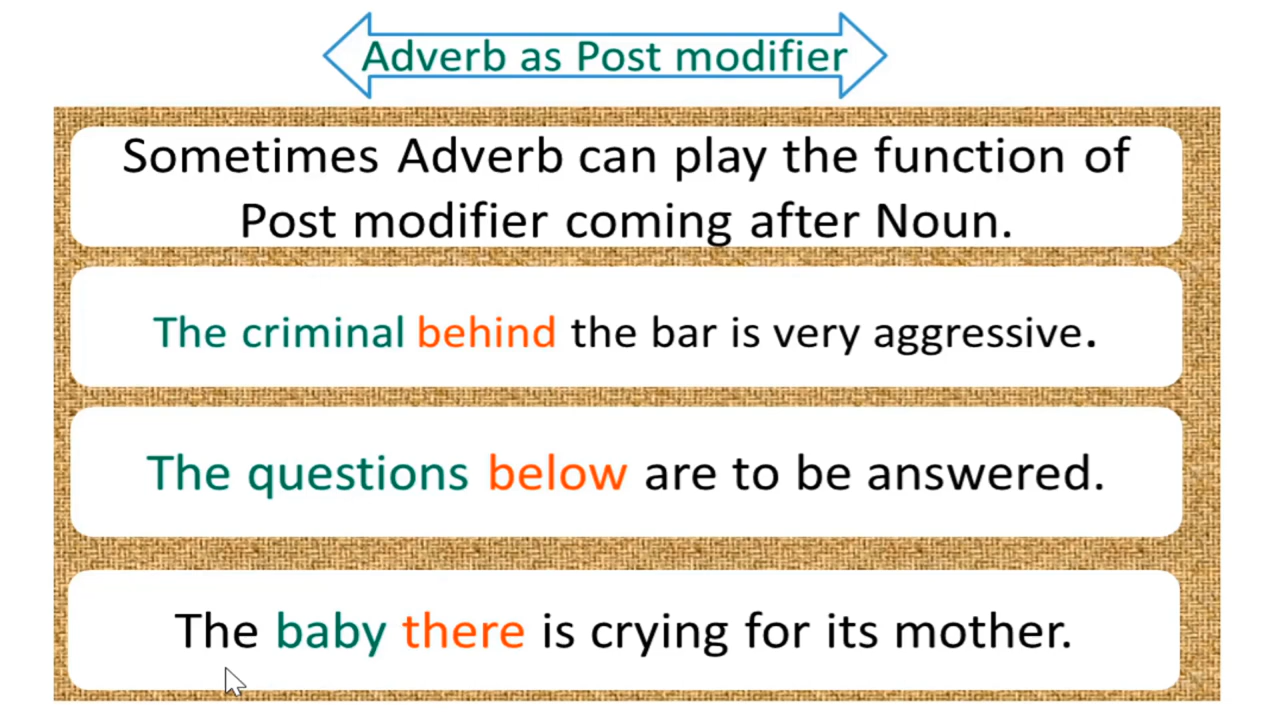 Adverb as Post modifier
Sometimes Adverb can play the function of
Post modifier coming after Noun.
The criminal behind the bar is very aggressive.
The questions below are to be answered.
The baby there is crying for its mother.